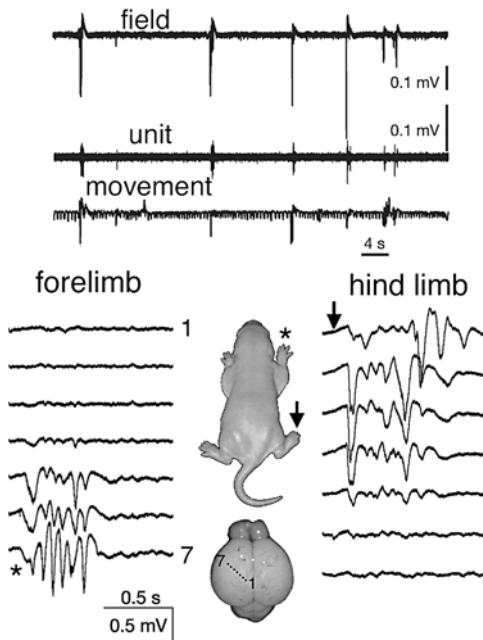 field
0.1 mV
0.1 mV
unit
movement
4 s
forelimb
hind limb
1
*
7
*
7
1
0.5 s
0.5 mV